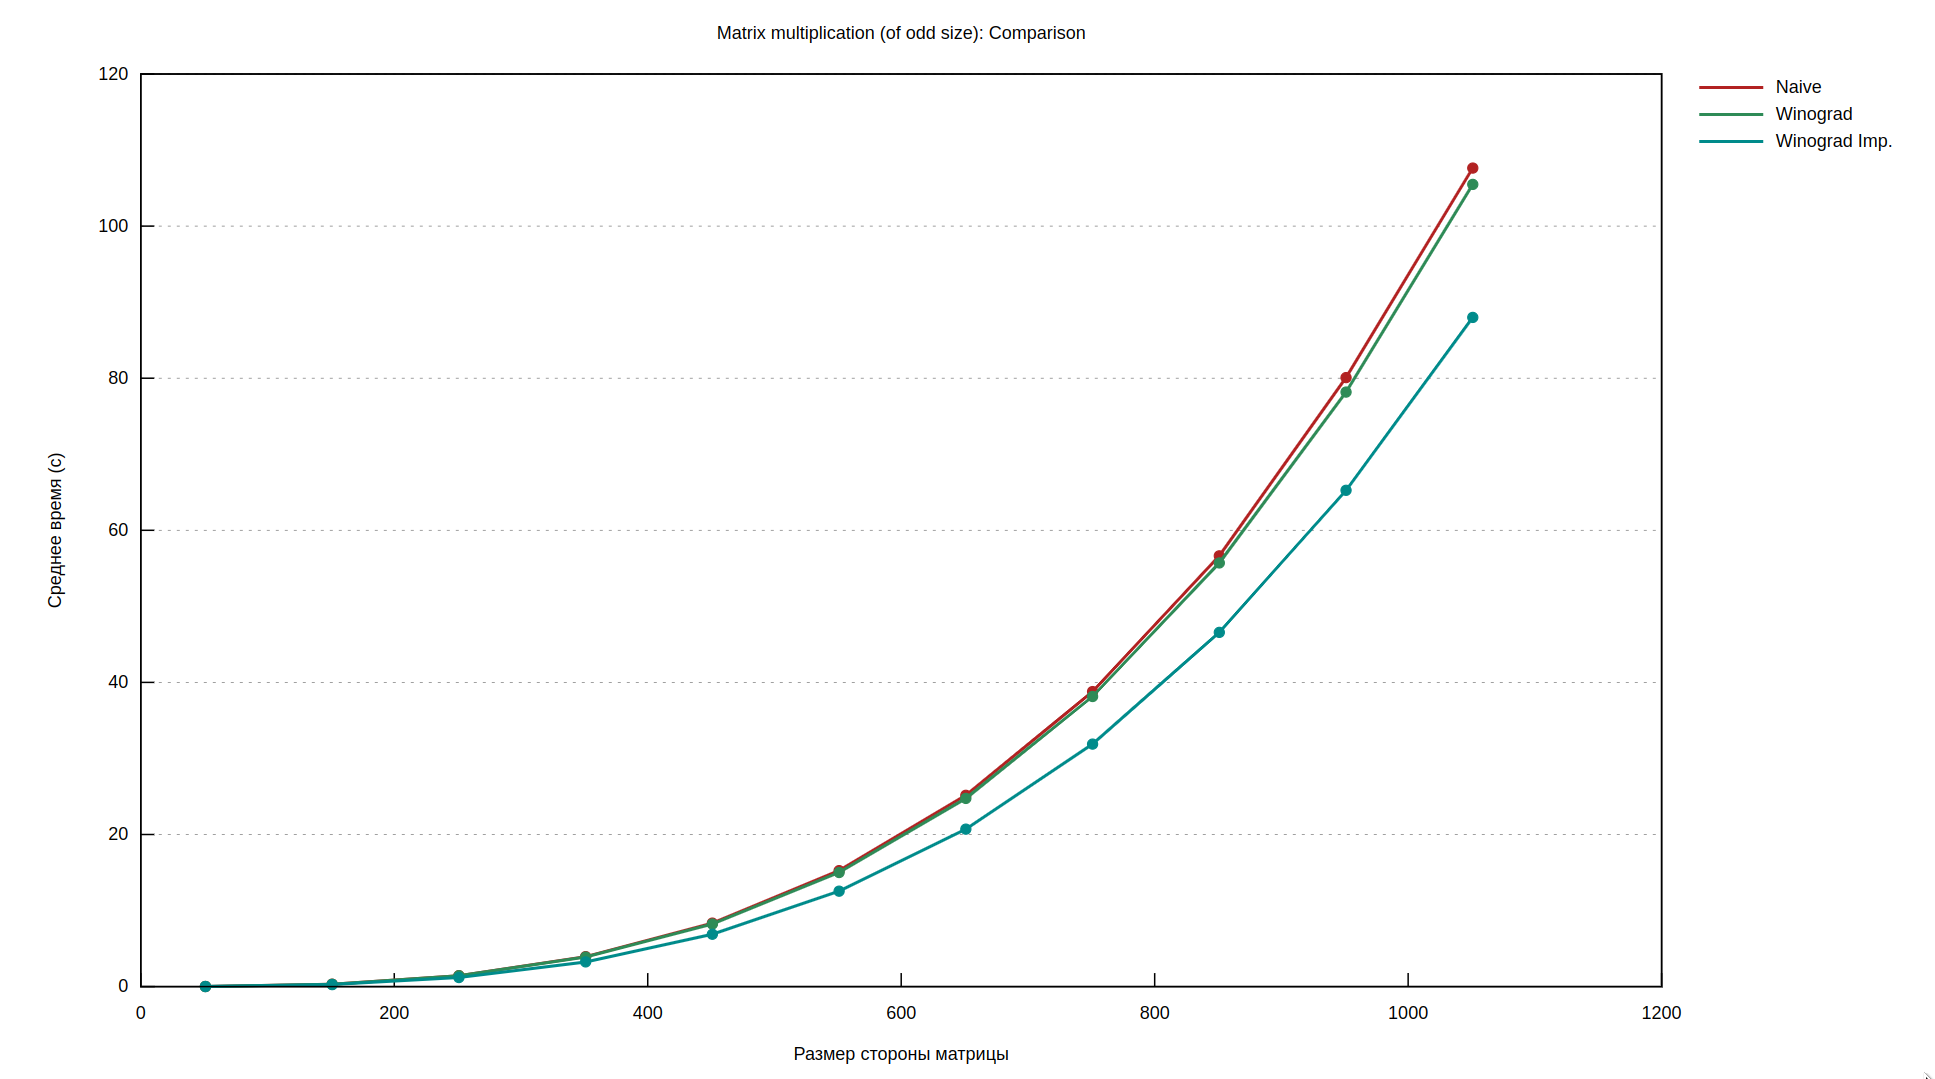 Matrix multiplication (of odd size): Comparison
Naive
Winograd
Winograd Imp.
120
100
80
60
40
20
0
Среднее время (с)
0 200 400 600 800 1000 1200
Размер стороны матрицы